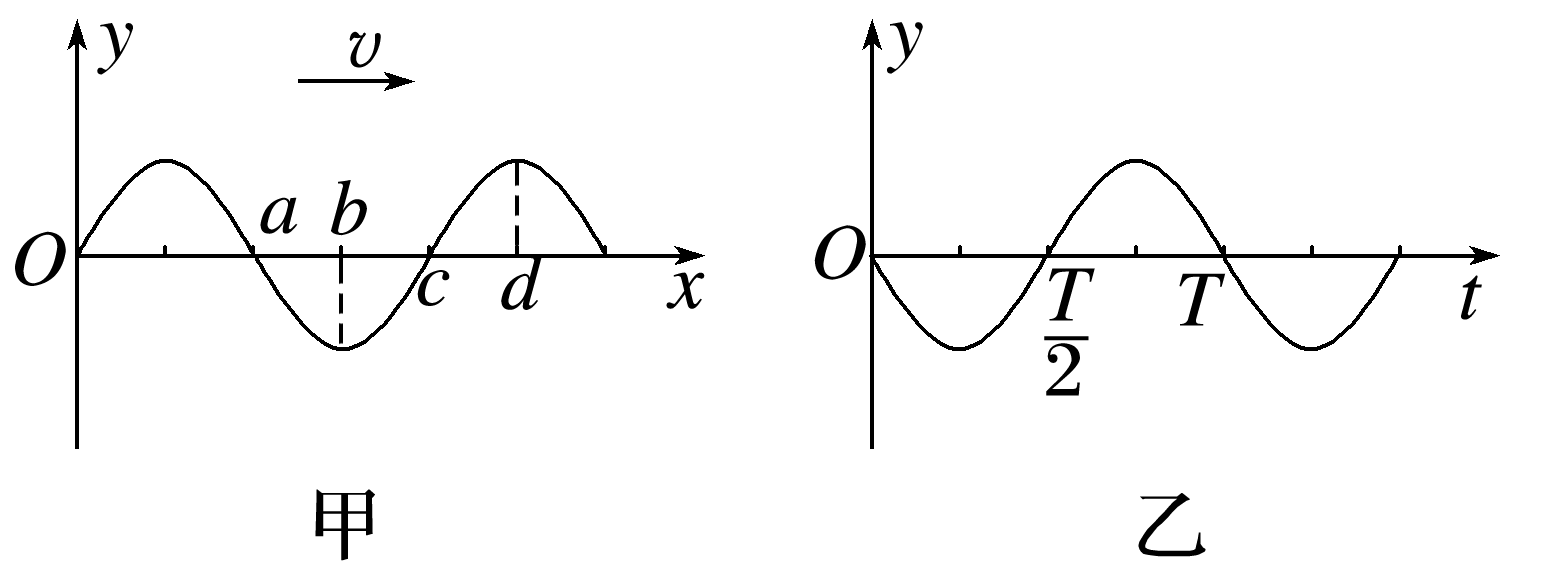 y v
a b
O c d x
甲
y
O T/2 T t
乙